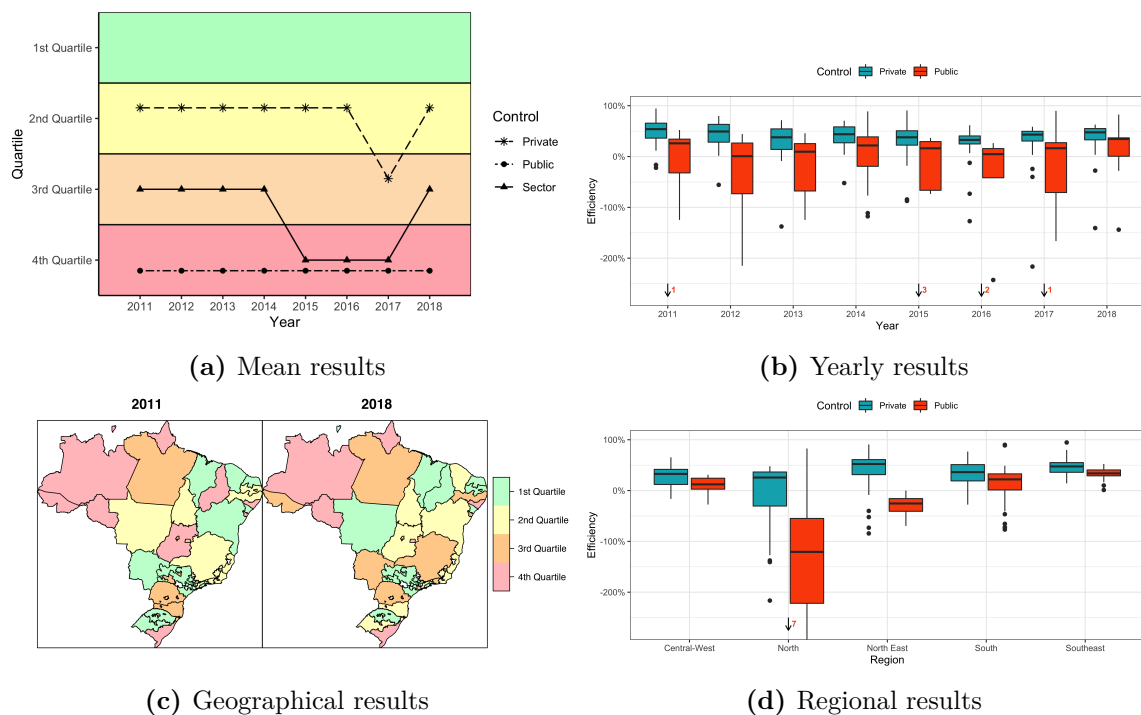 1st Quartile
2nd Quartile
3rd Quartile
4th Quartile
Quartile
2011 2012 2013 2014 2015 2016 2017 2018
Year
Control
Private
Public
Sector
(a) Mean results
Control Private Public
100%
0%
-100%
-200%
Efficiency
1 3 2 1
2011 2012 2013 2014 2015 2016 2017 2018
Year
(b) Yearly results
2011 2018
1st Quartile
2nd Quartile
3rd Quartile
4th Quartile
(c) Geographical results
Control Private Public
100%
0%
-100%
-200%
Efficiency
7
Central-West North North East South Southeast
Region
(d) Regional results